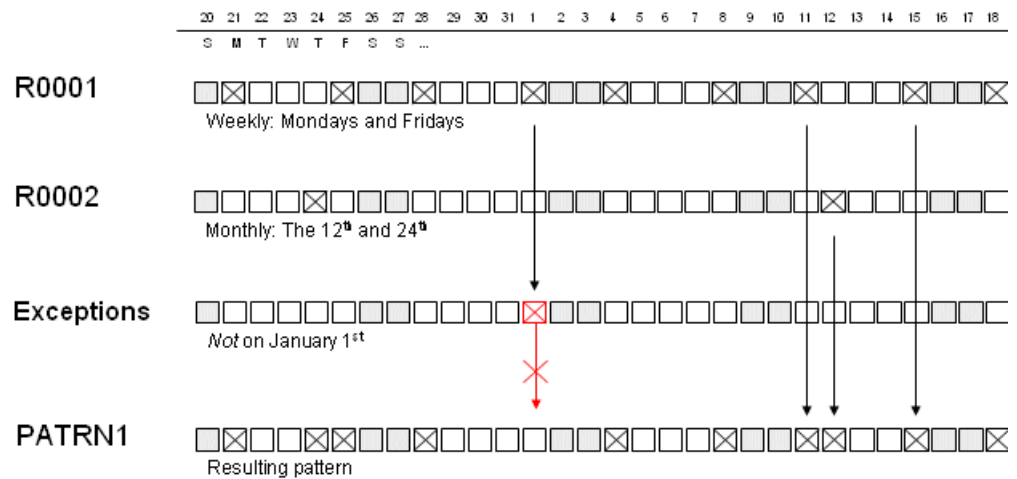 20 21 22 23 24 25 26 27 28 29 30 31 1 2 3 4 5 6 7 8 9 10 11 12 13 14 15 16 17 18
S M T W T F S S ...
R0001
Weekly: Mondays and Fridays
R0002
Monthly: The 12th and 24th
Exceptions
Not on January 1st
PATRN1
Resulting pattern